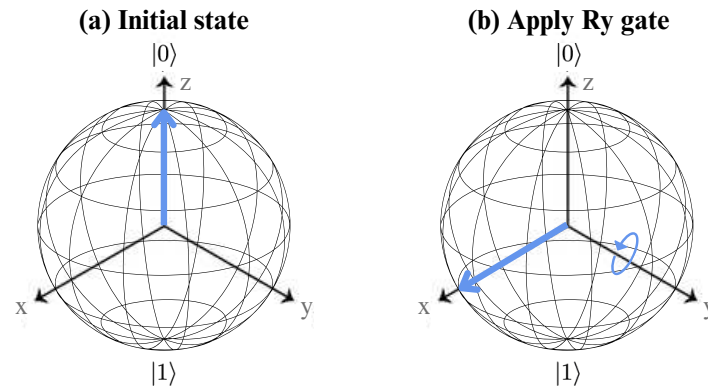 (a) Initial state
|0⟩
z
x
y
|1⟩
(b) Apply Ry gate
|0⟩
z
x
y
|1⟩